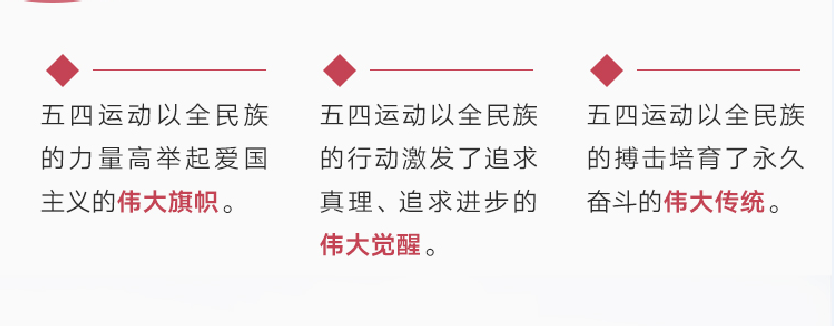 五四运动以全民族
的力量高举起爱国
主义的伟大旗帜。
五四运动以全民族
的行动激发了追求
真理、追求进步的
伟大觉醒。
五四运动以全民族
的搏击培育了永久
奋斗的伟大传统。